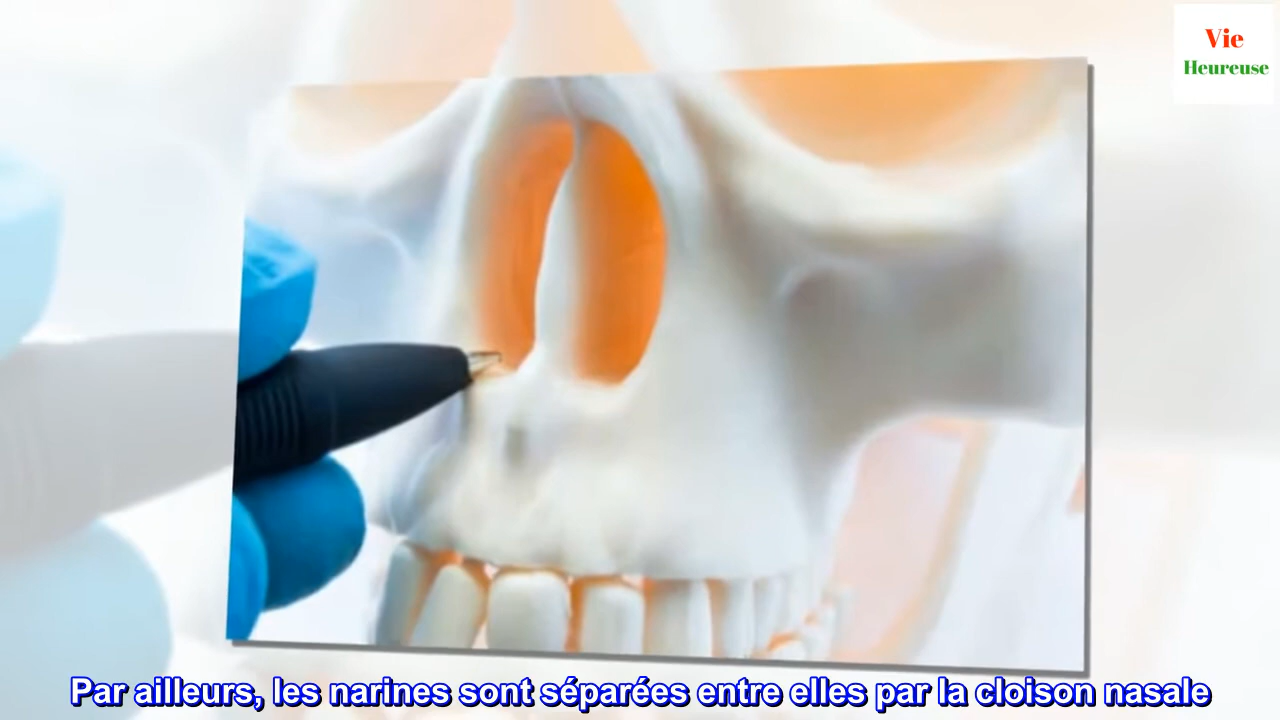 Vie
Heureuse
Par ailleurs, les narines sont séparées entre elles par la cloison nasale